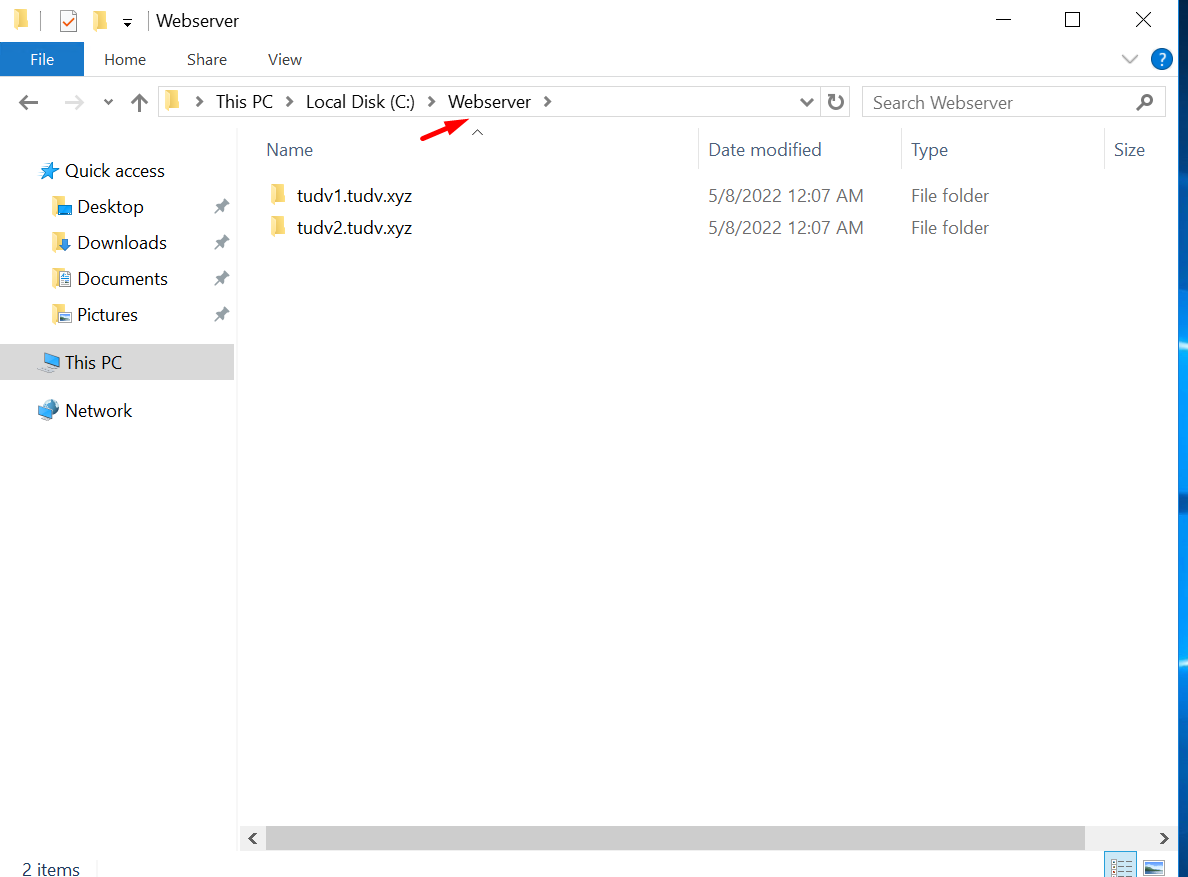 Webserver
File Home Share View
This PC Local Disk (C:) Webserver Search Webserver
Name Date modified Type Size
Quick access
Desktop
Downloads
Documents
Pictures
This PC
Network
tudv1.tudv.xyz 5/8/2022 12:07 AM File folder
tudv2.tudv.xyz 5/8/2022 12:07 AM File folder
2 items